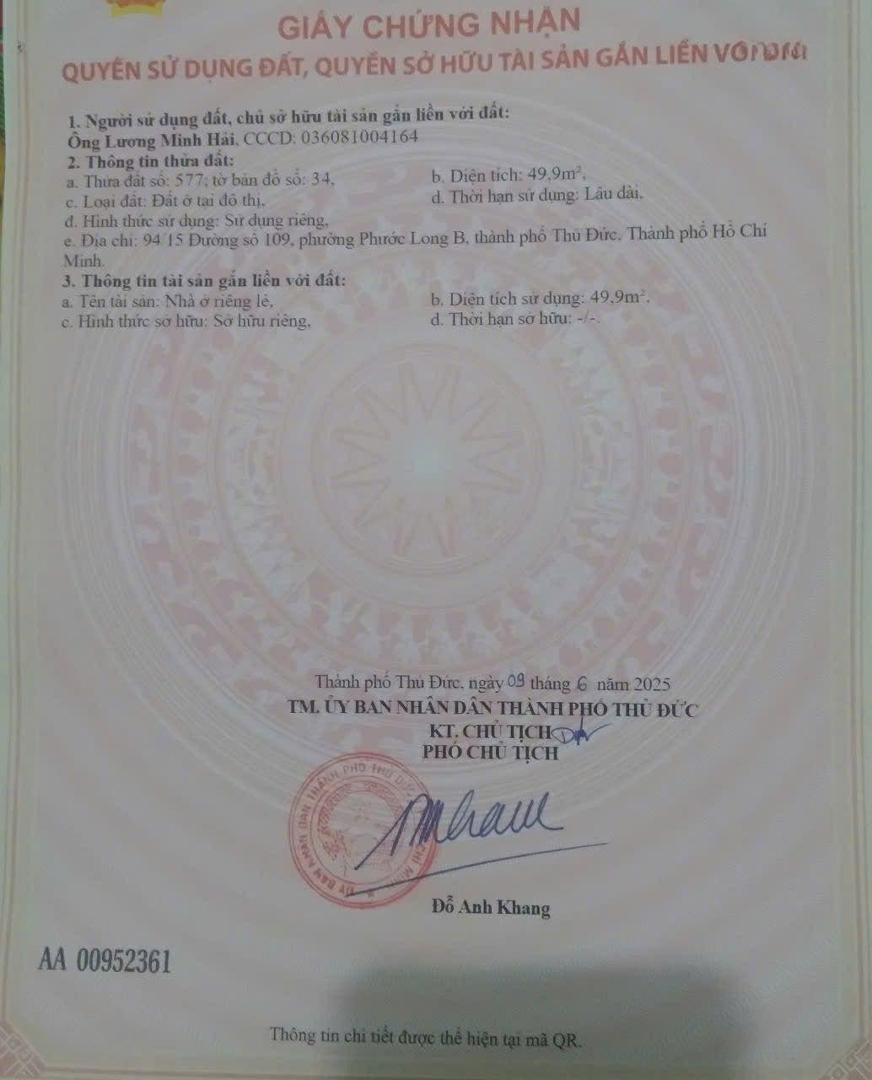 GIẤY CHỨNG NHẬN
QUYỀN SỬ DỤNG ĐẤT, QUYỀN SỞ HỮU TÀI SẢN GẮN LIỀN VỚI ĐẤT
1. Người sử dụng đất, chủ sở hữu tài sản gắn liền với đất:
Ông Lương Minh Hải, CCCD: 036081004164
2. Thông tin thửa đất:
a. Thửa đất số: 577; tờ bản đồ số: 34, b. Diện tích: 49,9m²,
c. Loại đất: Đất ở tại đô thị, d. Thời hạn sử dụng: Lâu dài,
đ. Hình thức sử dụng: Sử dụng riêng,
e. Địa chỉ: 94/15 Đường số 109, phường Phước Long B, thành phố Thủ Đức, Thành phố Hồ Chí
Minh.
3. Thông tin tài sản gắn liền với đất:
a. Tên tài sản: Nhà ở riêng lẻ, b. Diện tích sử dụng: 49,9m²,
c. Hình thức sở hữu: Sở hữu riêng, d. Thời hạn sở hữu: -/-.
Thành phố Thủ Đức, ngày 09 tháng 6 năm 2025
TM. ỦY BAN NHÂN DÂN THÀNH PHỐ THỦ ĐỨC
KT. CHỦ TỊCH
PHÓ CHỦ TỊCH
ỦY BAN NHÂN DÂN THÀNH PHỐ THỦ ĐỨC
Đỗ Anh Khang
AA 00952361
Thông tin chi tiết được thể hiện tại mã QR.